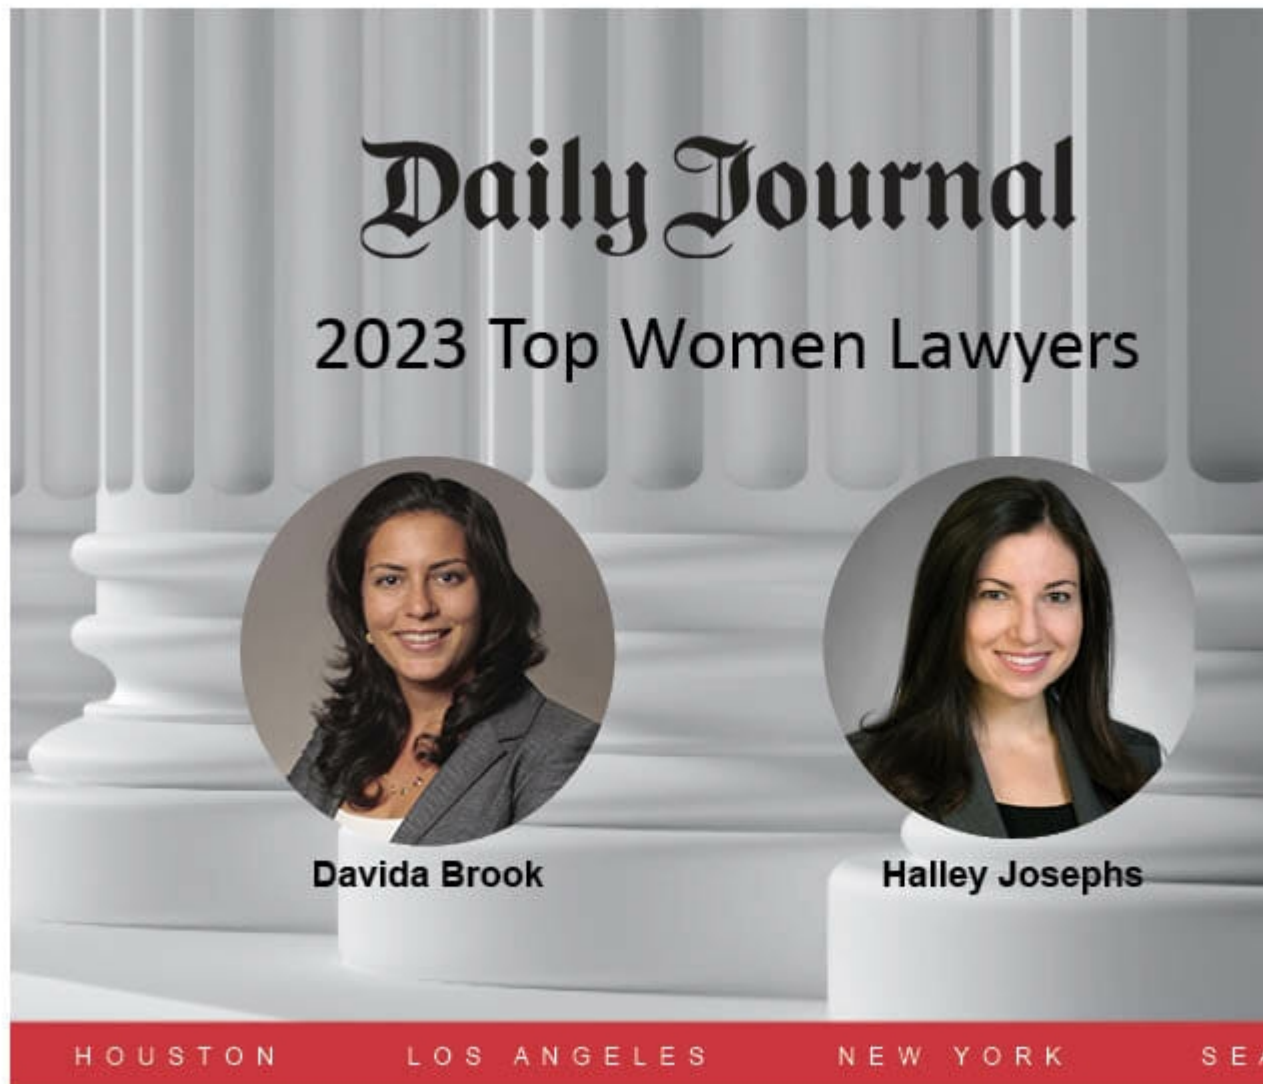 Daily Journal
2023 Top Women Lawyers
Davida Brook
Halley Josephs
HOUSTON LOS ANGELES NEW YORK